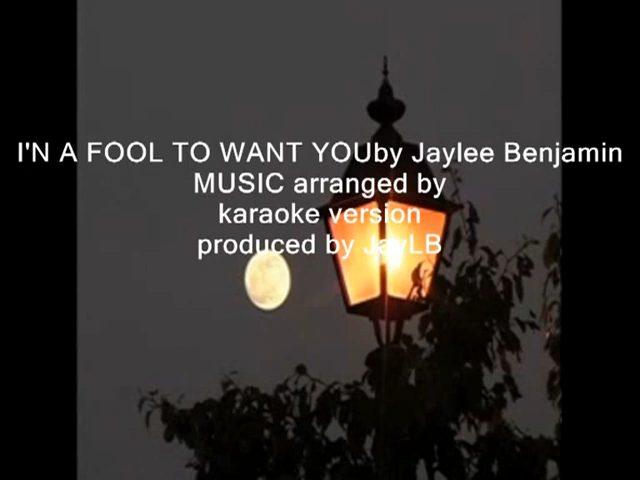 I'N A FOOL TO WANT YOUby Jaylee Benjamin
MUSIC arranged by
karaoke version
produced by JayLB